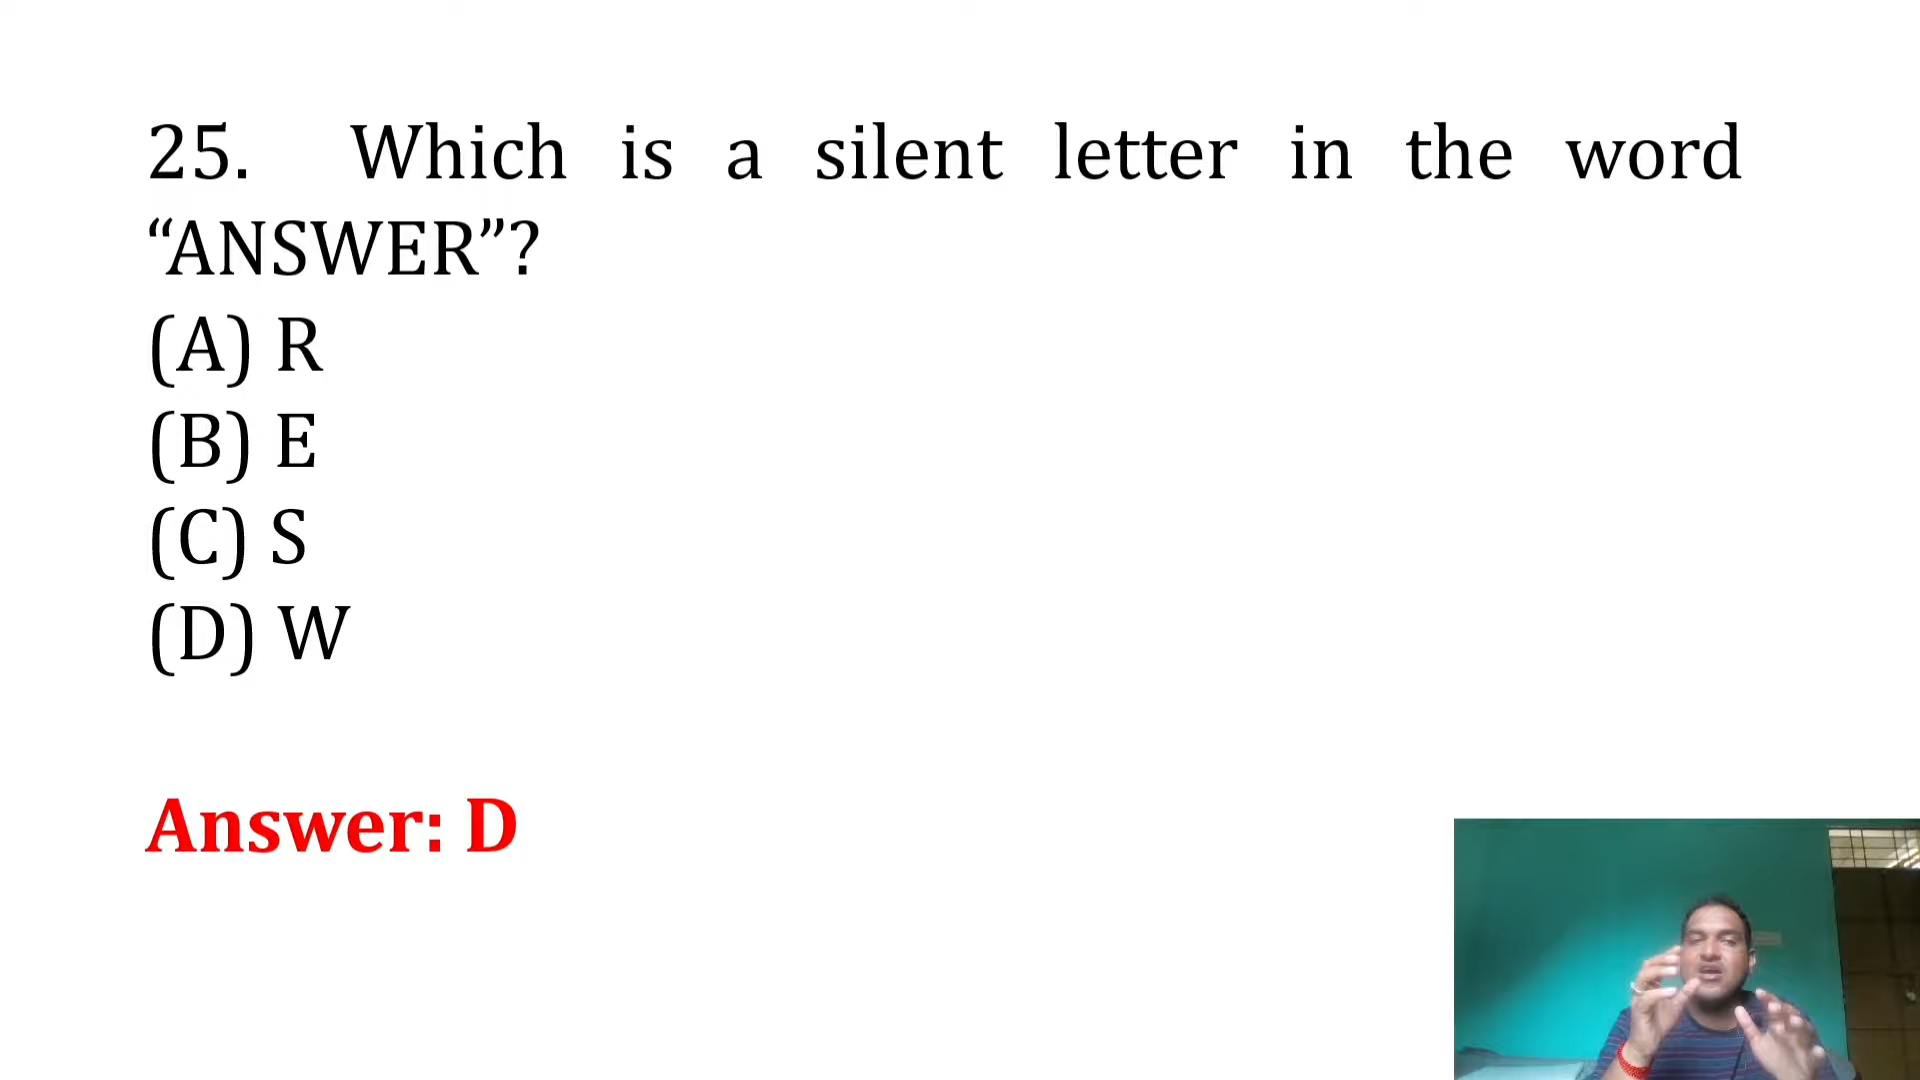 25. Which is a silent letter in the word
“ANSWER”?
(A) R
(B) E
(C) S
(D) W
Answer: D